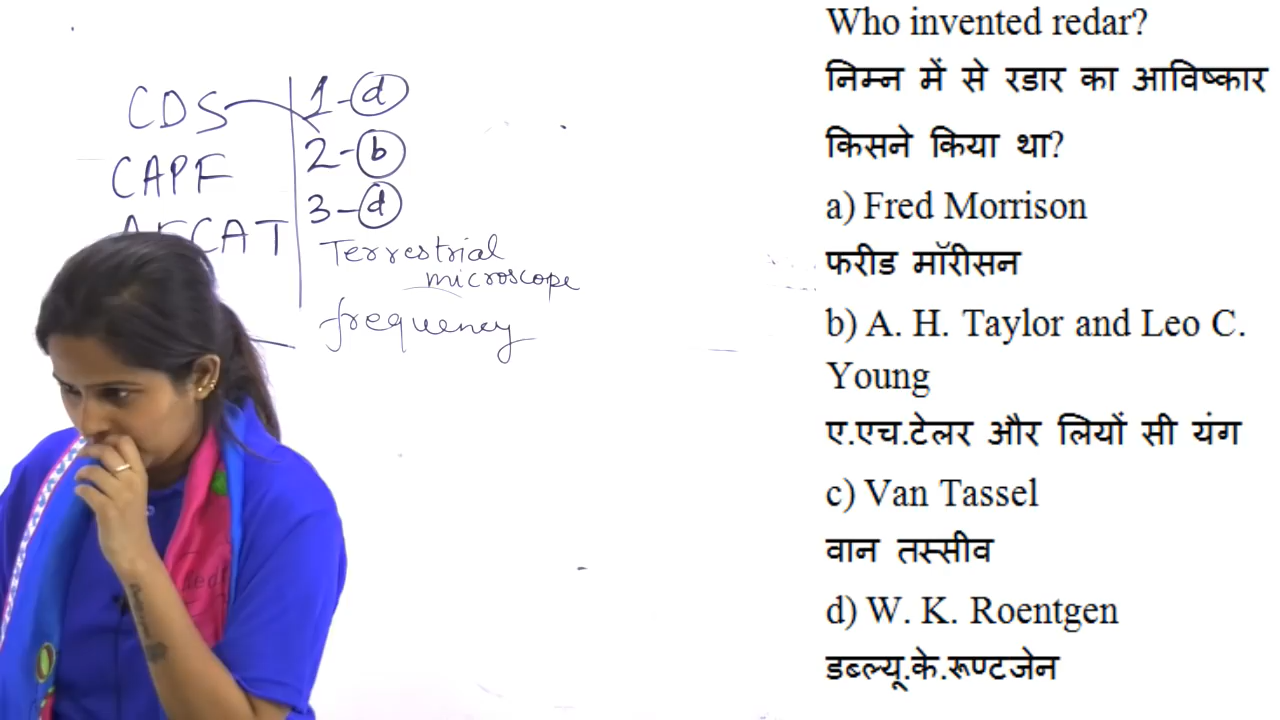 CDS
CAPF
AFCAT
1-d
2-b
3-d
Terrestrial
microscope
frequency
Who invented redar?
निम्न में से रडार का आविष्कार
किसने किया था?
a) Fred Morrison
फरीड मॉरीसन
b) A. H. Taylor and Leo C.
Young
ए.एच.टेलर और लियों सी यंग
c) Van Tassel
वान तस्सीव
d) W. K. Roentgen
डब्ल्यू.के.रूण्टजेन